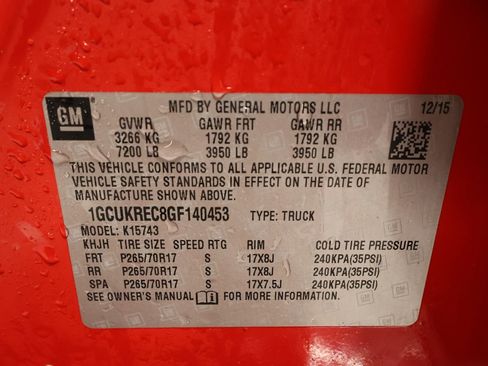 GM
MFD BY GENERAL MOTORS LLC 12/15
GVWR GAWR FRT GAWR RR
3266 KG 1792 KG 1792 KG
7200 LB 3950 LB 3950 LB
THIS VEHICLE CONFORMS TO ALL APPLICABLE U.S. FEDERAL MOTOR
VEHICLE SAFETY STANDARDS IN EFFECT ON THE DATE OF
MANUFACTURE SHOWN ABOVE.
1GCUKREC8GF140453 TYPE: TRUCK
MODEL: K15743
KHJH TIRE SIZE SPEED RTG RIM COLD TIRE PRESSURE
FRT P265/70R17 S 17X8J 240KPA(35PSI)
RR P265/70R17 S 17X8J 240KPA(35PSI)
SPA P265/70R17 S 17X7.5J 240KPA(35PSI)
SEE OWNER'S MANUAL FOR MORE INFORMATION.